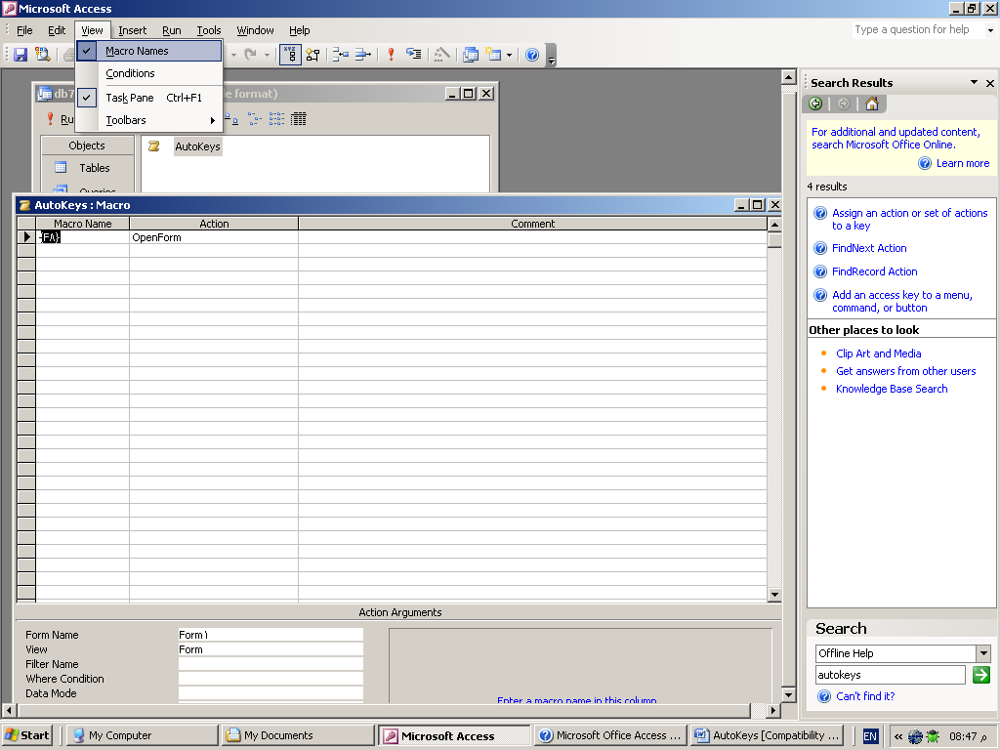 Microsoft Access
File Edit View Insert Run Tools Window Help
Type a question for help
Macro Names
Conditions
Task Pane Ctrl+F1
Toolbars
db7
format)
Ru
Objects
Tables
Queries
AutoKeys
AutoKeys : Macro
Macro Name Action Comment
{F٨} OpenForm
Action Arguments
Form Name Form١
View Form
Filter Name
Where Condition
Data Mode
Enter a macro name in this column.
Search Results
For additional and updated content, search Microsoft Office Online.
Learn more
4 results
Assign an action or set of actions to a key
FindNext Action
FindRecord Action
Add an access key to a menu, command, or button
Other places to look
Clip Art and Media
Get answers from other users
Knowledge Base Search
Search
Offline Help
autokeys
Can't find it?
Start My Computer My Documents Microsoft Access Microsoft Office Access ... AutoKeys [Compatibility ... EN « 08:47 م